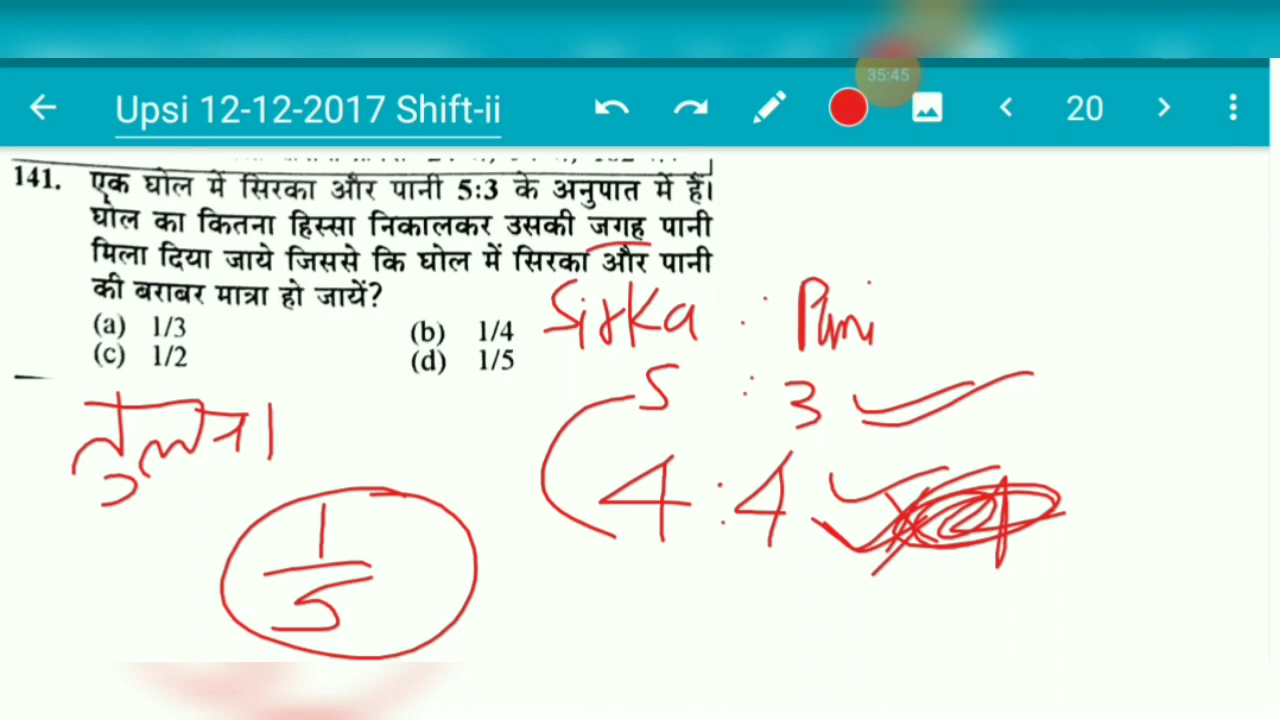 35:45
Upsi 12-12-2017 Shift-ii
20
141. एक घोल में सिरका और पानी 5:3 के अनुपात में हैं।
घोल का कितना हिस्सा निकालकर उसकी जगह पानी
मिला दिया जाये जिससे कि घोल में सिरका और पानी
की बराबर मात्रा हो जायें?
(a) 1/3
(b) 1/4
(c) 1/2
(d) 1/5
Sirka : Pani
5 : 3
4 : 4
1/5